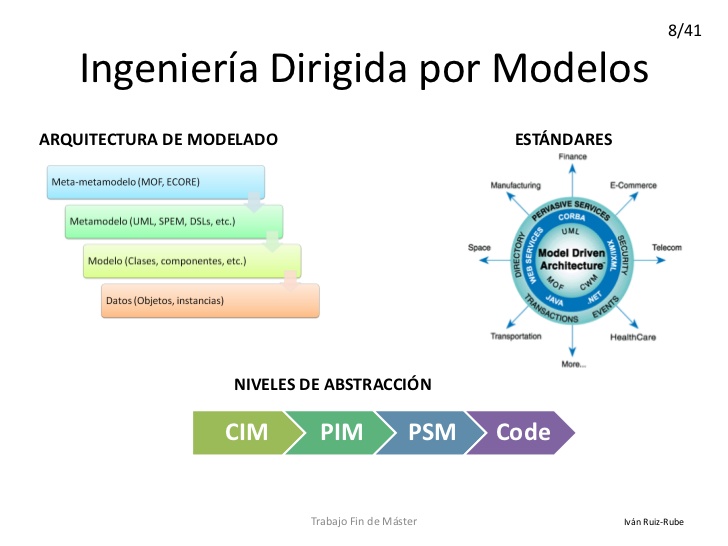 8/41
Ingeniería Dirigida por Modelos
ARQUITECTURA DE MODELADO
Meta-metamodelo (MOF, ECORE)
Metamodelo (UML, SPEM, DSLs, etc.)
Modelo (Clases, componentes, etc.)
Datos (Objetos, instancias)
ESTÁNDARES
Finance
Manufacturing
E-Commerce
Space
Telecom
Transportation
HealthCare
More...
PERVASIVE SERVICES
DIRECTORY
SECURITY
TRANSACTIONS
EVENTS
CORBA
WEB SERVICES
XMI/XML
JAVA
.NET
UML
Model Driven
Architecture™
MOF
CWM
NIVELES DE ABSTRACCIÓN
CIM
PIM
PSM
Code
Trabajo Fin de Máster
Iván Ruiz-Rube